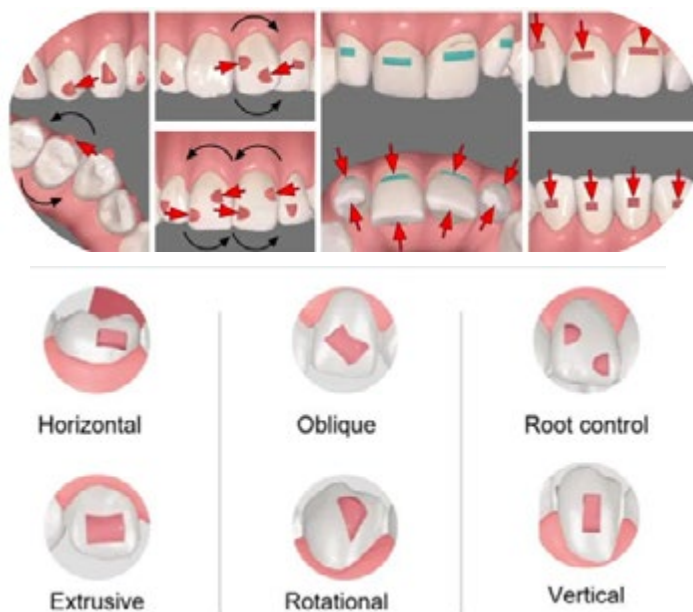 Horizontal
Oblique
Root control
Extrusive
Rotational
Vertical